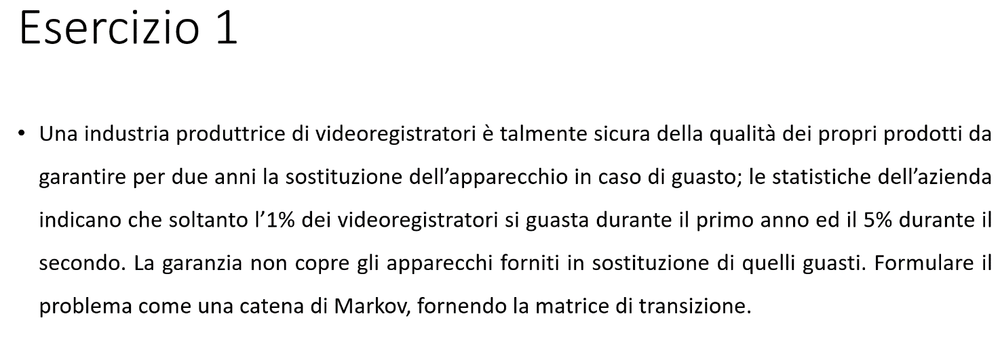 Esercizio 1
• Una industria produttrice di videoregistratori è talmente sicura della qualità dei propri prodotti da
garantire per due anni la sostituzione dell’apparecchio in caso di guasto; le statistiche dell’azienda
indicano che soltanto l’1% dei videoregistratori si guasta durante il primo anno ed il 5% durante il
secondo. La garanzia non copre gli apparecchi forniti in sostituzione di quelli guasti. Formulare il
problema come una catena di Markov, fornendo la matrice di transizione.